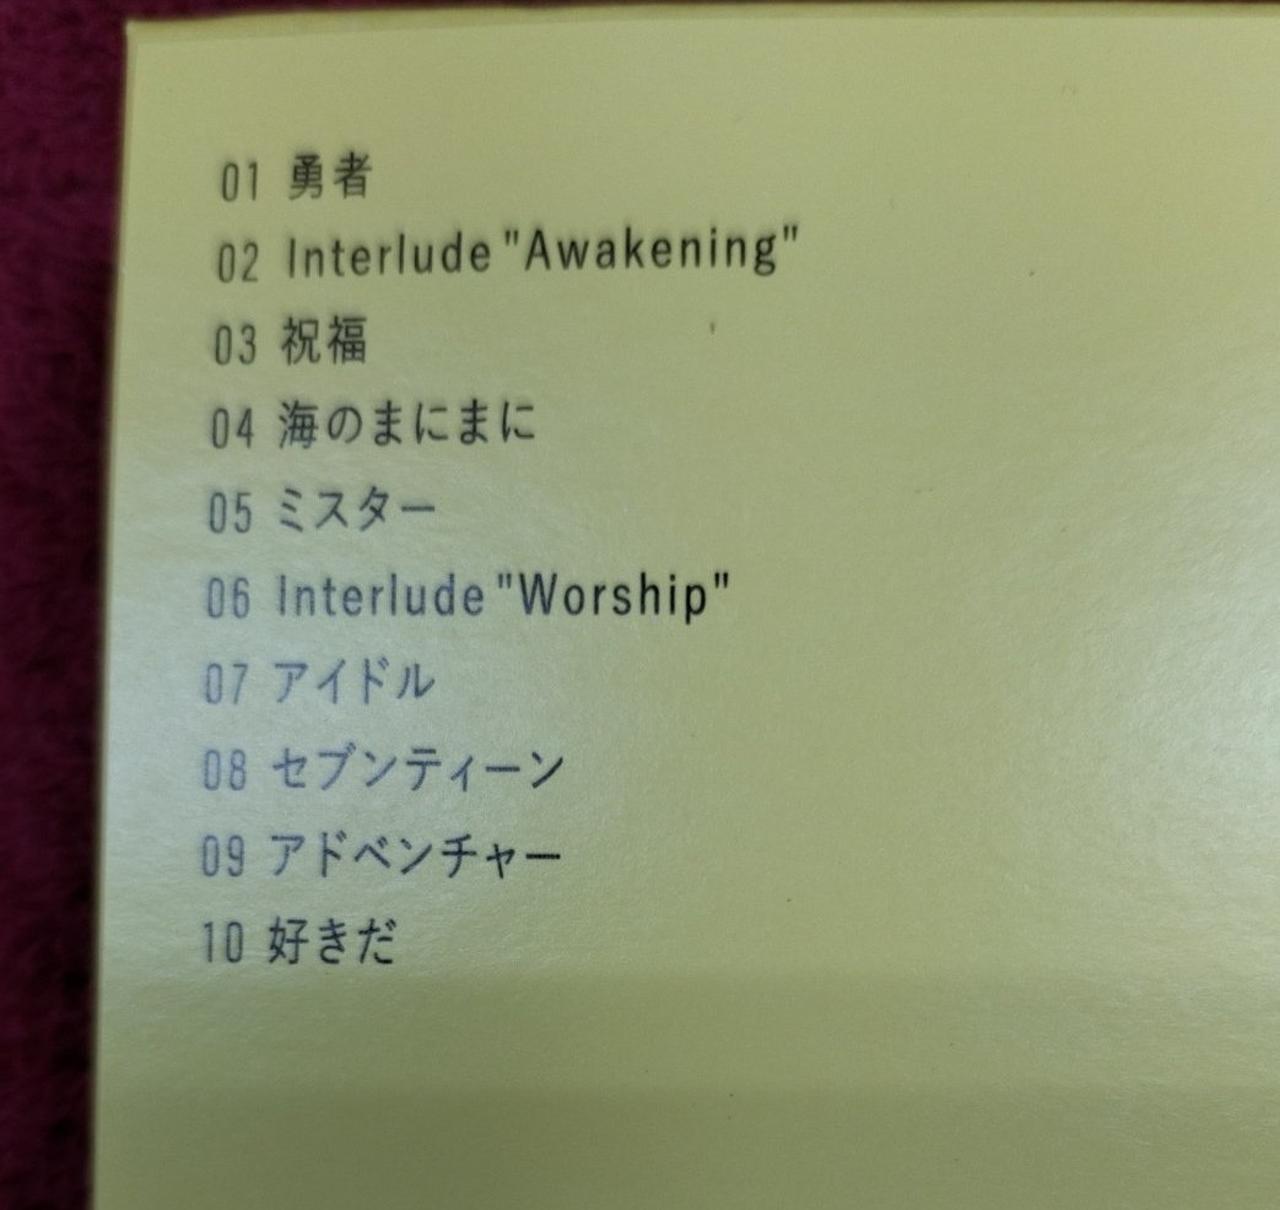 01 勇者
02 Interlude "Awakening"
03 祝福
04 海のまにまに
05 ミスター
06 Interlude "Worship"
07 アイドル
08 セブンティーン
09 アドベンチャー
10 好きだ